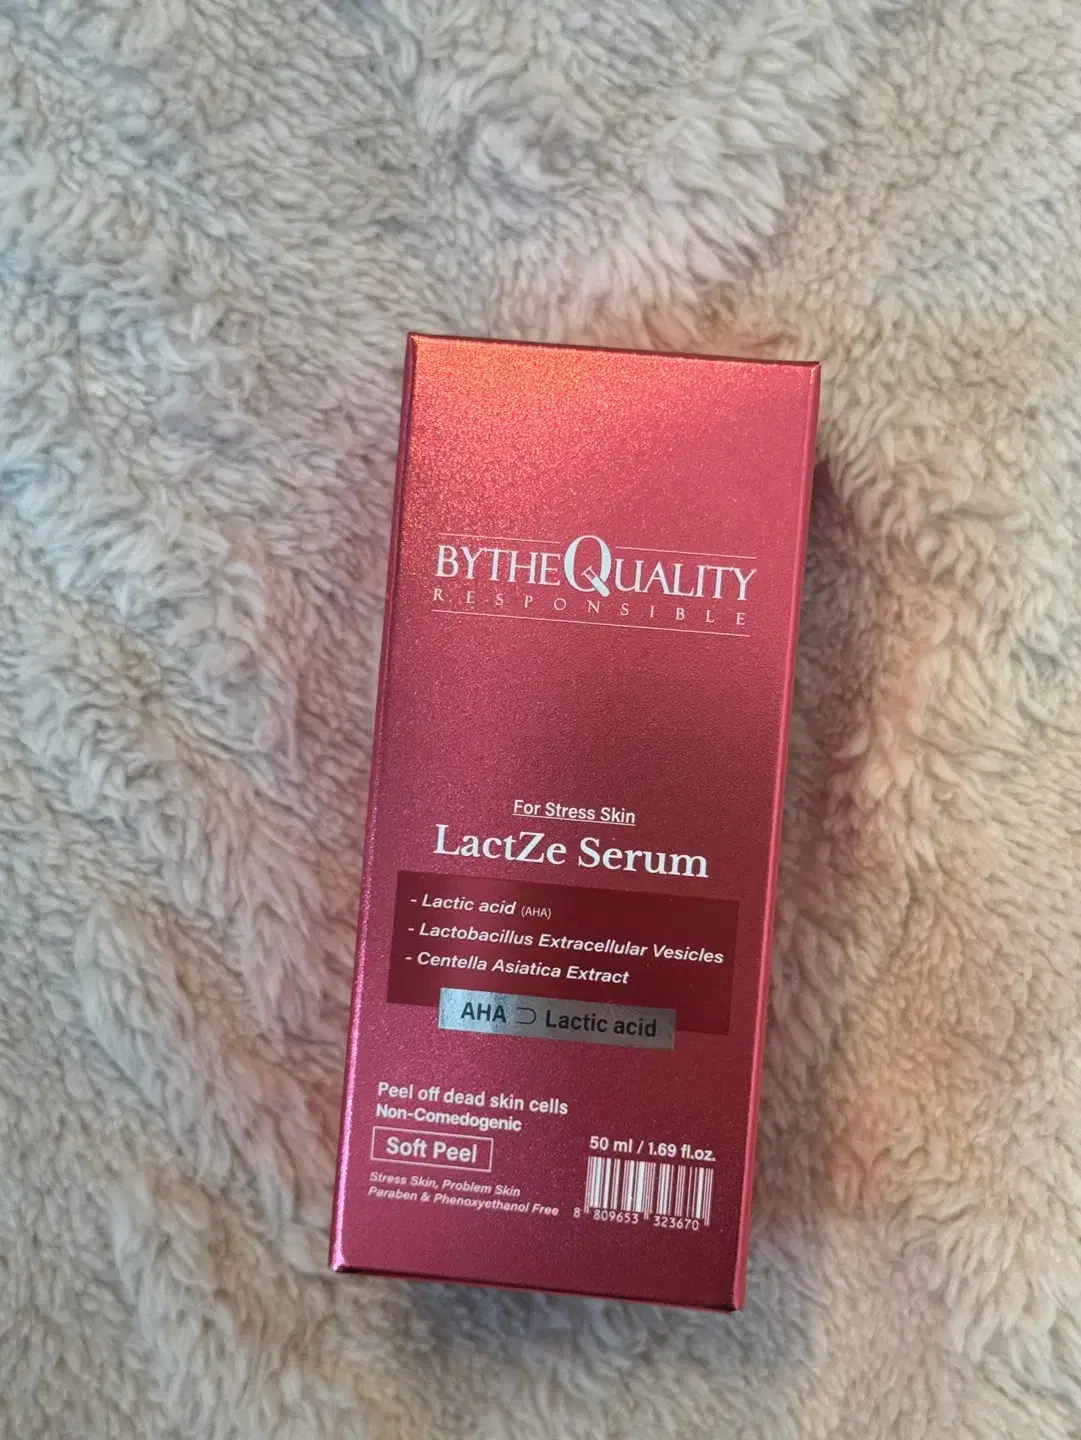 BYTHEQUALITY
RESPONSIBLE
For Stress Skin
LactZe Serum
- Lactic acid (AHA)
- Lactobacillus Extracellular Vesicles
- Centella Asiatica Extract
AHA ⊃ Lactic acid
Peel off dead skin cells
Non-Comedogenic
Soft Peel
Stress Skin, Problem Skin
Paraben & Phenoxyethanol Free
50 ml / 1.69 fl.oz.
8 809653 323670